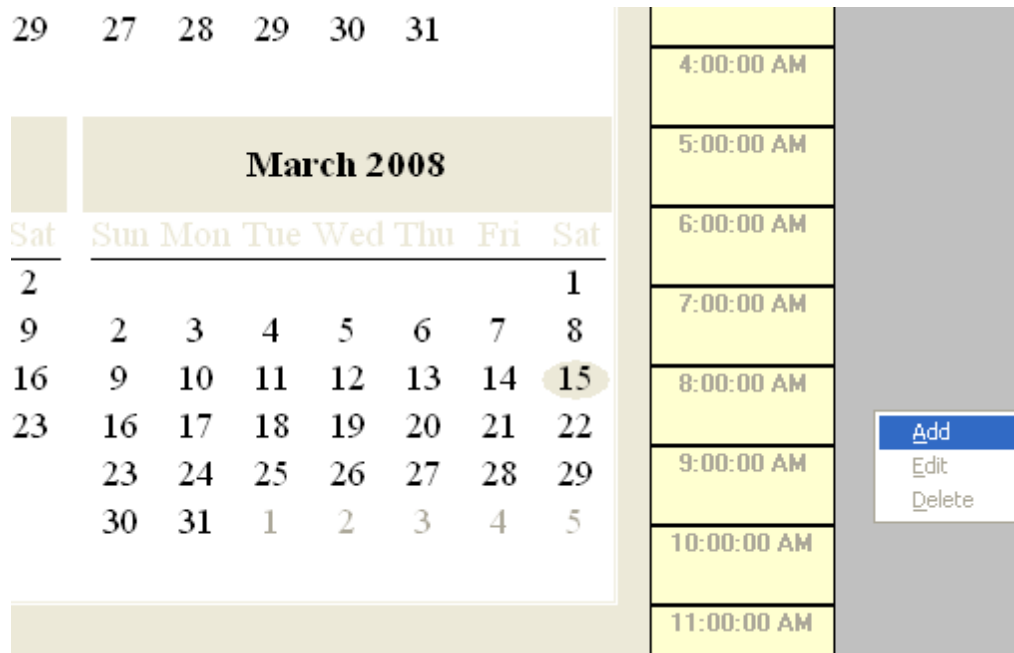 29 27 28 29 30 31
March 2008
Sat Sun Mon Tue Wed Thu Fri Sat
2 1
9 2 3 4 5 6 7 8
16 9 10 11 12 13 14 15
23 16 17 18 19 20 21 22
23 24 25 26 27 28 29
30 31 1 2 3 4 5
4:00:00 AM
5:00:00 AM
6:00:00 AM
7:00:00 AM
8:00:00 AM
9:00:00 AM
10:00:00 AM
11:00:00 AM
Add
Edit
Delete